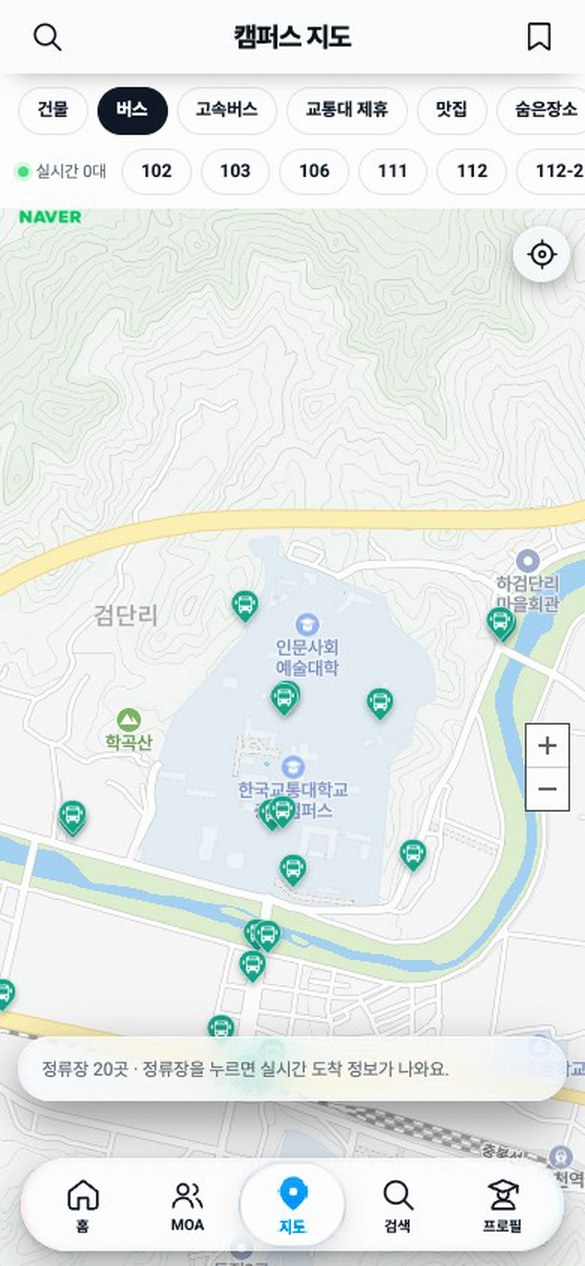 캠퍼스 지도
건물
버스
고속버스
교통대 제휴
맛집
숨은장소
실시간 0대
102
103
106
111
112
112-2
NAVER
하검단리
마을회관
검단리
인문사회
예술대학
학곡산
한국교통대학교
캠퍼스
+
−
정류장 20곳 · 정류장을 누르면 실시간 도착 정보가 나와요.
충북선
홈
MOA
지도
검색
프로필